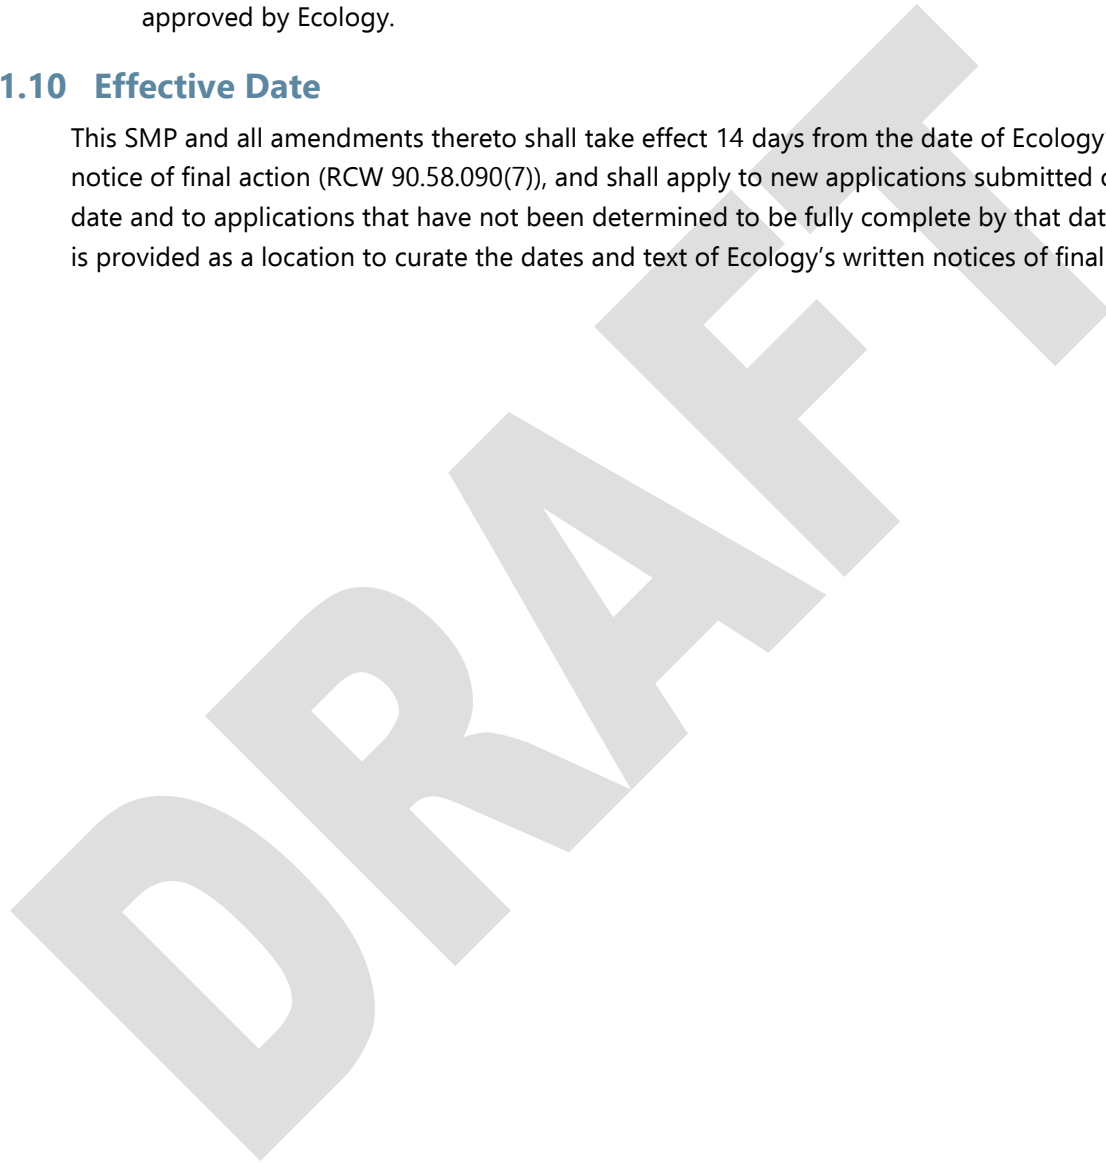 approved by Ecology.
1.10 Effective Date
This SMP and all amendments thereto shall take effect 14 days from the date of Ecology
notice of final action (RCW 90.58.090(7)), and shall apply to new applications submitted
date and to applications that have not been determined to be fully complete by that
is provided as a location to curate the dates and text of Ecology’s written notices of final
DRAFT